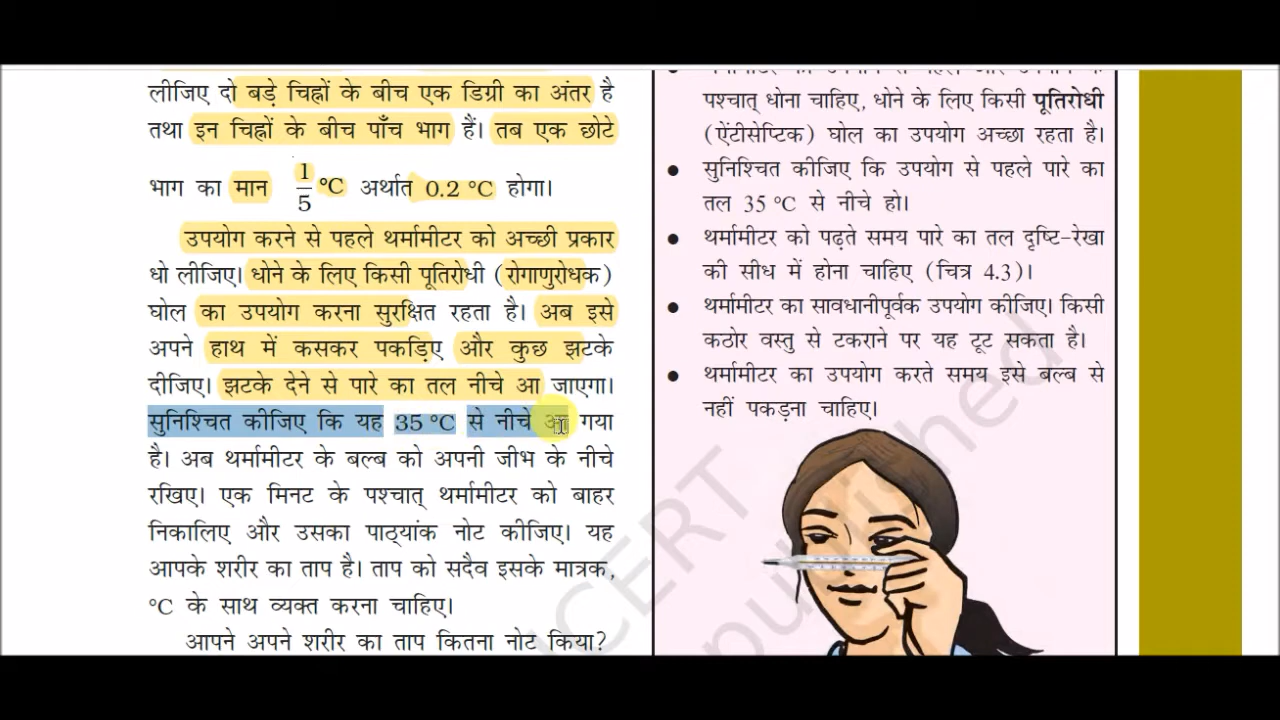 लीजिए दो बड़े चिह्नों के बीच एक डिग्री का अंतर है
तथा इन चिह्नों के बीच पाँच भाग हैं। तब एक छोटे
भाग का मान 1/5 °C अर्थात 0.2 °C होगा।
उपयोग करने से पहले थर्मामीटर को अच्छी प्रकार
धो लीजिए। धोने के लिए किसी पूतिरोधी (रोगाणुरोधक)
घोल का उपयोग करना सुरक्षित रहता है। अब इसे
अपने हाथ में कसकर पकड़िए और कुछ झटके
दीजिए। झटके देने से पारे का तल नीचे आ जाएगा।
सुनिश्चित कीजिए कि यह 35 °C से नीचे आ गया
है। अब थर्मामीटर के बल्ब को अपनी जीभ के नीचे
रखिए। एक मिनट के पश्चात् थर्मामीटर को बाहर
निकालिए और उसका पाठ्यांक नोट कीजिए। यह
आपके शरीर का ताप है। ताप को सदैव इसके मात्रक,
°C के साथ व्यक्त करना चाहिए।
आपने अपने शरीर का ताप कितना नोट किया?
पश्चात् धोना चाहिए, धोने के लिए किसी पूतिरोधी
(ऐंटीसेप्टिक) घोल का उपयोग अच्छा रहता है।
• सुनिश्चित कीजिए कि उपयोग से पहले पारे का
तल 35 °C से नीचे हो।
• थर्मामीटर को पढ़ते समय पारे का तल दृष्टि-रेखा
की सीध में होना चाहिए (चित्र 4.3)।
• थर्मामीटर का सावधानीपूर्वक उपयोग कीजिए। किसी
कठोर वस्तु से टकराने पर यह टूट सकता है।
• थर्मामीटर का उपयोग करते समय इसे बल्ब से
नहीं पकड़ना चाहिए।
NCERT
published